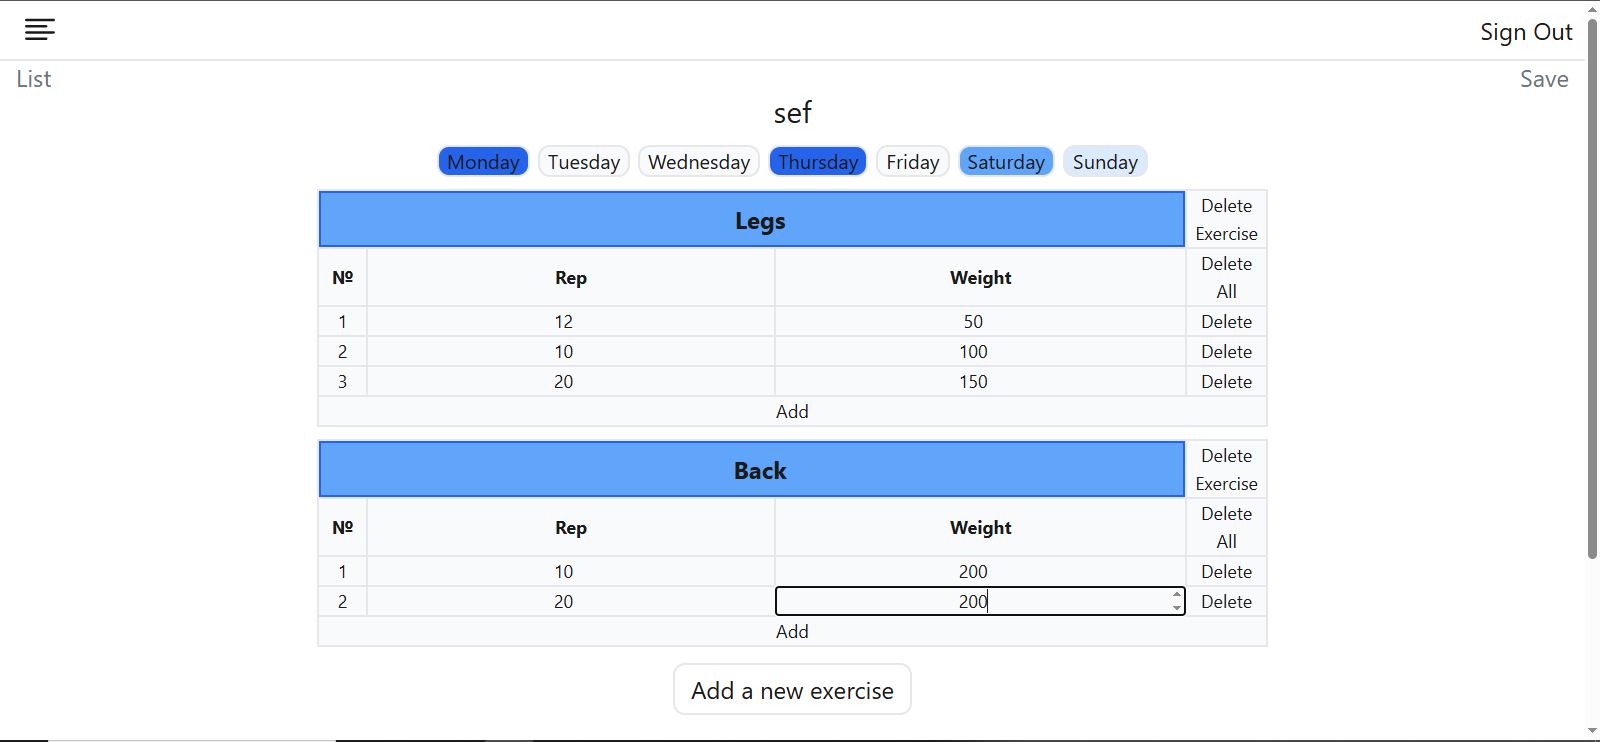 Sign Out
List Save
sef
Monday Tuesday Wednesday Thursday Friday Saturday Sunday
Legs Delete Exercise
№ Rep Weight Delete All
1 12 50 Delete
2 10 100 Delete
3 20 150 Delete
Add
Back Delete Exercise
№ Rep Weight Delete All
1 10 200 Delete
2 20 200 Delete
Add
Add a new exercise